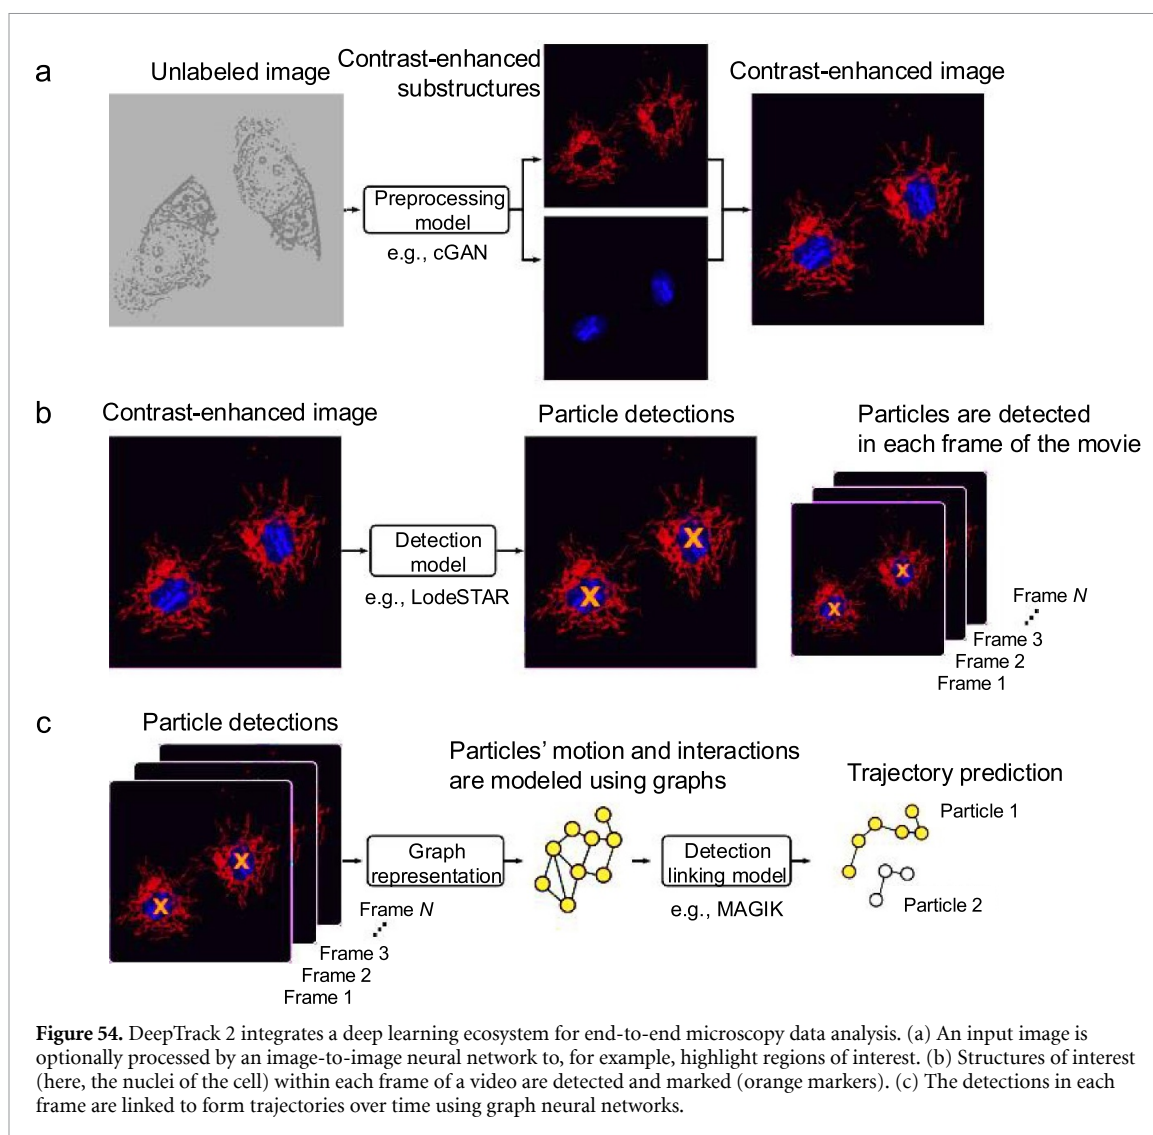 a
Unlabeled image
Contrast-enhanced
substructures
Contrast-enhanced image
Preprocessing
model
e.g., cGAN
b
Contrast-enhanced image
Particle detections
Particles are detected
in each frame of the movie
Detection
model
e.g., LodeSTAR
X
X
X
X
Frame N
Frame 3
Frame 2
Frame 1
c
Particle detections
Particles' motion and interactions
are modeled using graphs
Trajectory prediction
X
X
Graph
representation
Detection
linking model
e.g., MAGIK
Particle 1
Particle 2
Frame N
Frame 3
Frame 2
Frame 1
Figure 54. DeepTrack 2 integrates a deep learning ecosystem for end-to-end microscopy data analysis. (a) An input image is
optionally processed by an image-to-image neural network to, for example, highlight regions of interest. (b) Structures of interest
(here, the nuclei of the cell) within each frame of a video are detected and marked (orange markers). (c) The detections in each
frame are linked to form trajectories over time using graph neural networks.